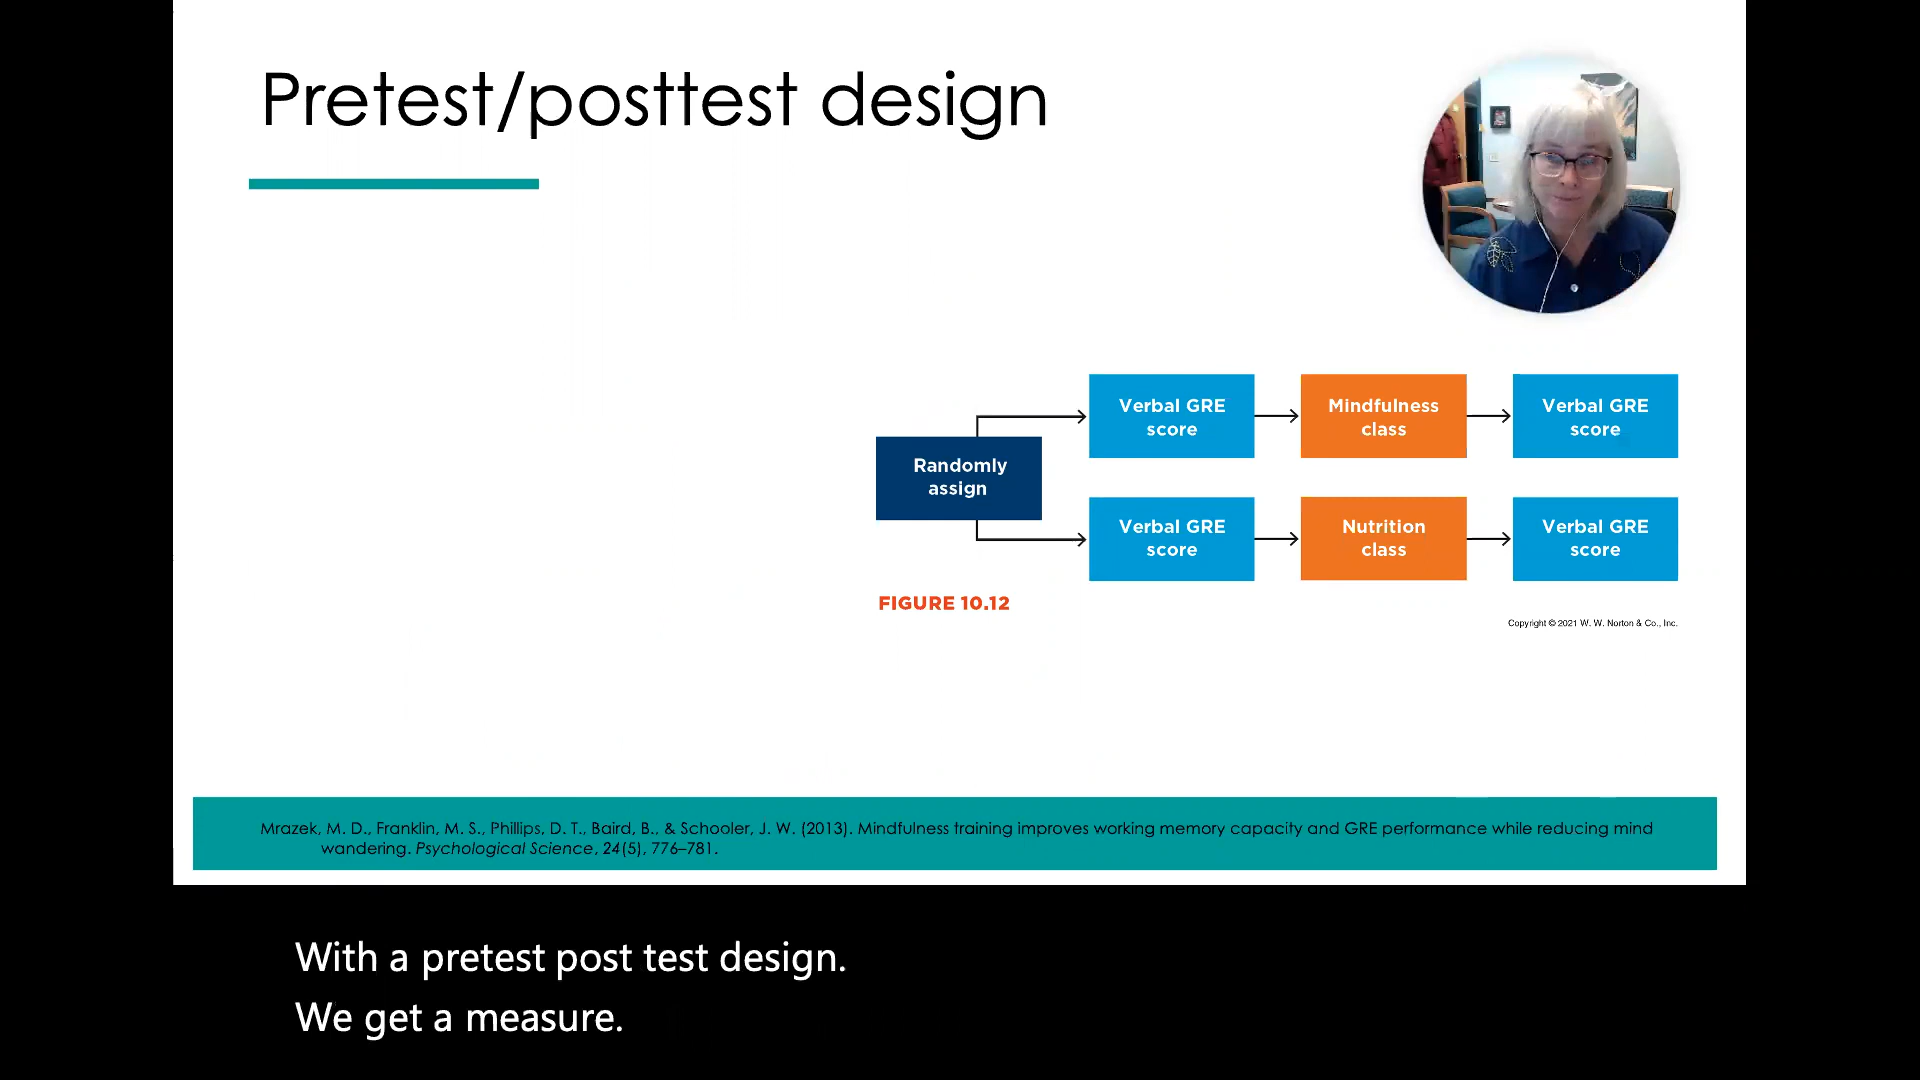 Pretest/posttest design
Verbal GRE
score
Mindfulness
class
Verbal GRE
score
Randomly
assign
Verbal GRE
score
Nutrition
class
Verbal GRE
score
FIGURE 10.12
Copyright © 2021 W. W. Norton & Co., Inc.
Mrazek, M. D., Franklin, M. S., Phillips, D. T., Baird, B., & Schooler, J. W. (2013). Mindfulness training improves working memory capacity and GRE performance while reducing mind
wandering. Psychological Science, 24(5), 776–781.
With a pretest post test design.
We get a measure.